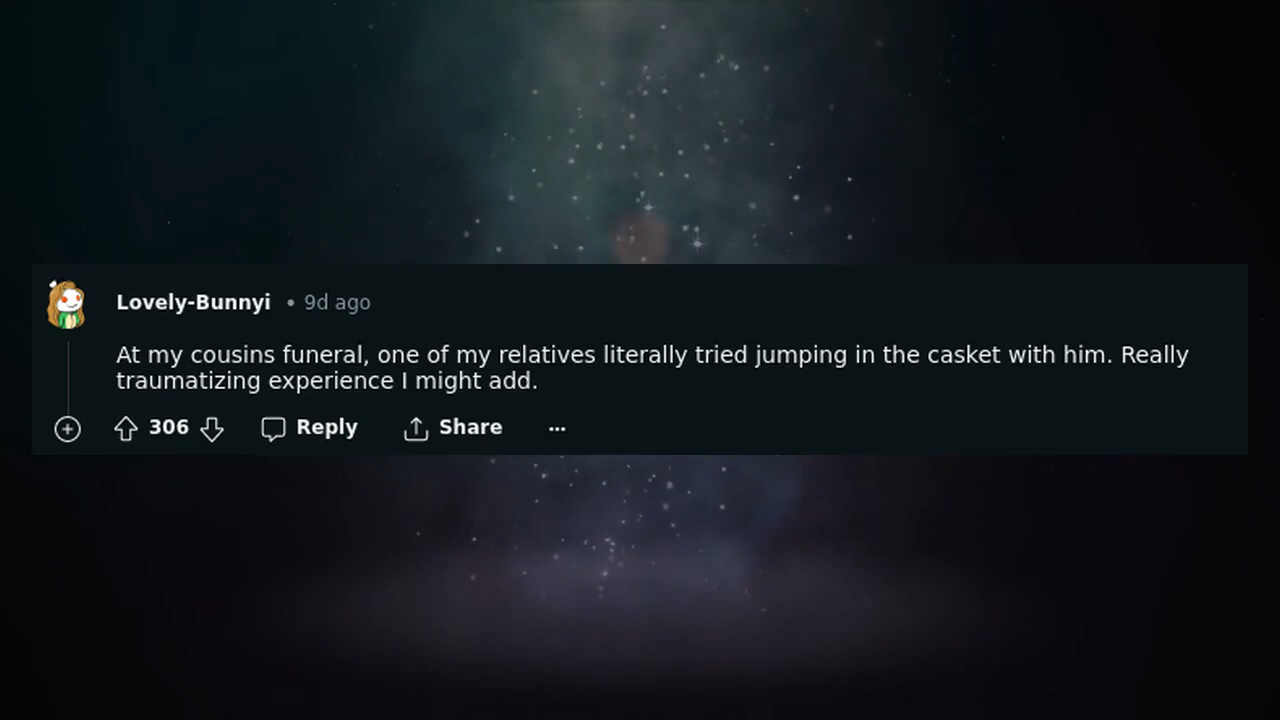 Lovely-Bunnyi • 9d ago
At my cousins funeral, one of my relatives literally tried jumping in the casket with him. Really
traumatizing experience I might add.
306 Reply Share ...